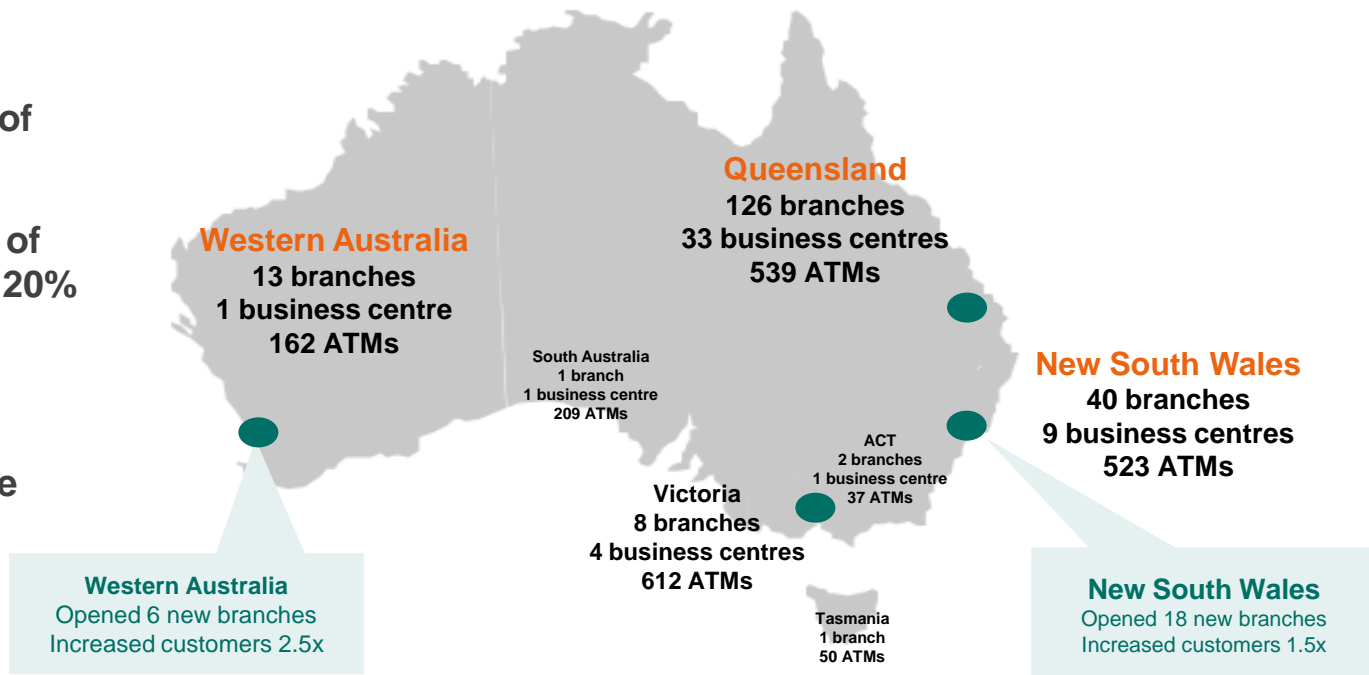 of
of
20%
e
Queensland
126 branches
33 business centres
539 ATMs
Western Australia
13 branches
1 business centre
162 ATMs
South Australia
1 branch
1 business centre
209 ATMs
New South Wales
40 branches
9 business centres
523 ATMs
ACT
2 branches
1 business centre
37 ATMs
Victoria
8 branches
4 business centres
612 ATMs
Tasmania
1 branch
50 ATMs
Western Australia
Opened 6 new branches
Increased customers 2.5x
New South Wales
Opened 18 new branches
Increased customers 1.5x